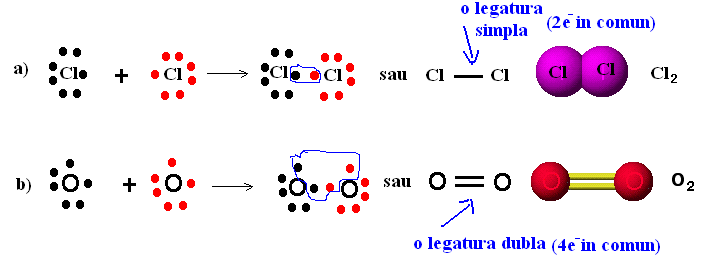 o legatura
simpla (2e⁻in comun)
a) Cl + Cl → Cl Cl sau Cl — Cl Cl Cl Cl₂
b) O + O → O O sau O = O O O O₂
o legatura dubla (4e⁻in comun)